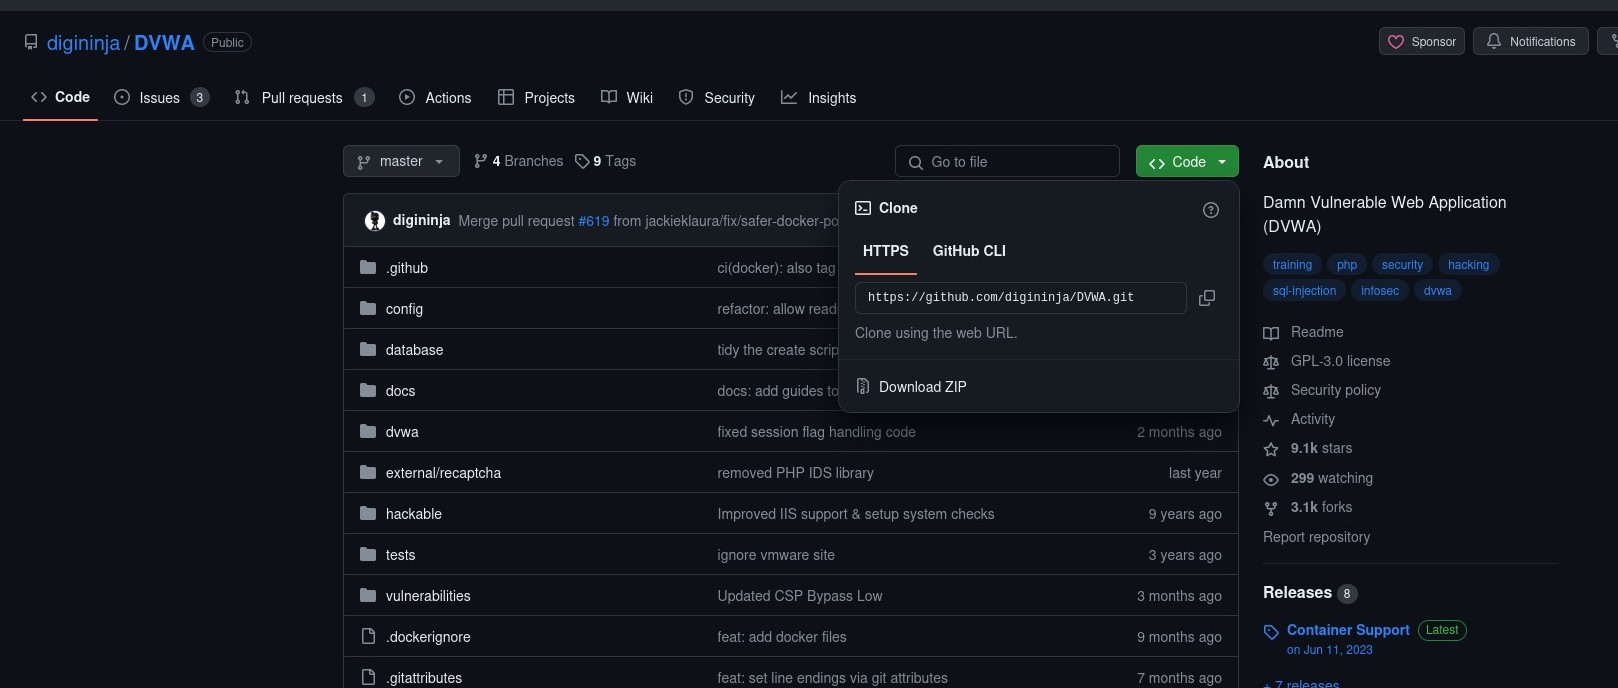 digininja / DVWA Public
Sponsor Notifications
Code Issues 3 Pull requests 1 Actions Projects Wiki Security Insights
master 4 Branches 9 Tags Go to file Code
digininja Merge pull request #619 from jackieklaura/fix/safer-docker-po
.github ci(docker): also tag
config refactor: allow readi
database tidy the create scrip
docs docs: add guides to
dvwa fixed session flag handling code 2 months ago
external/recaptcha removed PHP IDS library last year
hackable Improved IIS support & setup system checks 9 years ago
tests ignore vmware site 3 years ago
vulnerabilities Updated CSP Bypass Low 3 months ago
.dockerignore feat: add docker files 9 months ago
.gitattributes feat: set line endings via git attributes 7 months ago
Clone
HTTPS GitHub CLI
https://github.com/digininja/DVWA.git
Clone using the web URL.
Download ZIP
About
Damn Vulnerable Web Application
(DVWA)
training php security hacking
sql-injection infosec dvwa
Readme
GPL-3.0 license
Security policy
Activity
9.1k stars
299 watching
3.1k forks
Report repository
Releases 8
Container Support Latest
on Jun 11, 2023
+ 7 releases